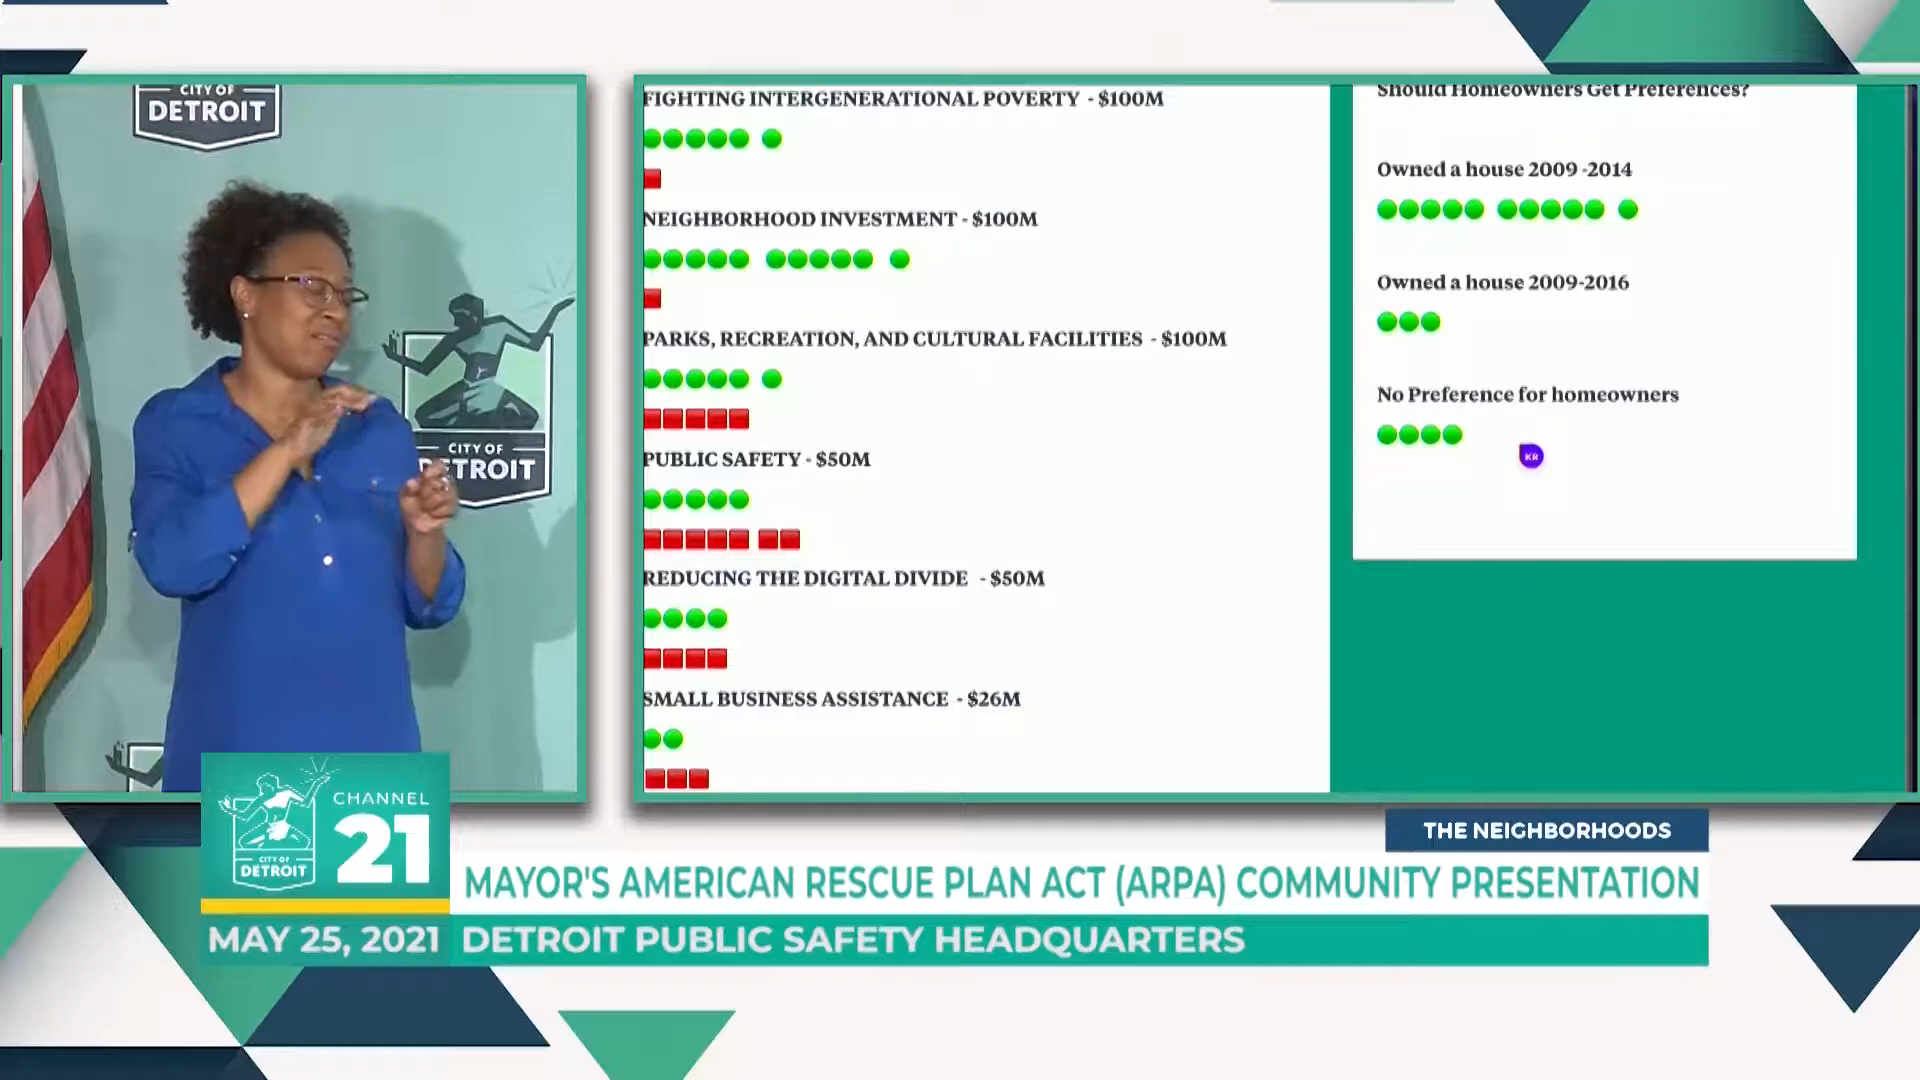 CITY OF
DETROIT
CITY OF
DETROIT
FIGHTING INTERGENERATIONAL POVERTY - $100M
NEIGHBORHOOD INVESTMENT - $100M
PARKS, RECREATION, AND CULTURAL FACILITIES - $100M
PUBLIC SAFETY - $50M
REDUCING THE DIGITAL DIVIDE - $50M
SMALL BUSINESS ASSISTANCE - $26M
Should Homeowners Get Preferences?
Owned a house 2009 -2014
Owned a house 2009-2016
No Preference for homeowners
KR
CITY OF
DETROIT
CHANNEL
21
THE NEIGHBORHOODS
MAYOR'S AMERICAN RESCUE PLAN ACT (ARPA) COMMUNITY PRESENTATION
MAY 25, 2021
DETROIT PUBLIC SAFETY HEADQUARTERS